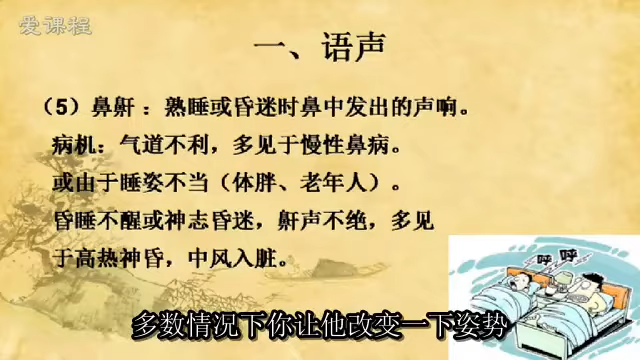 爱课程
一、语声
（5）鼻鼾：熟睡或昏迷时鼻中发出的声响。
病机：气道不利，多见于慢性鼻病。
或由于睡姿不当（体胖、老年人）。
昏睡不醒或神志昏迷，鼾声不绝，多见
于高热神昏，中风入脏。
呼 呼
多数情况下你让他改变一下姿势